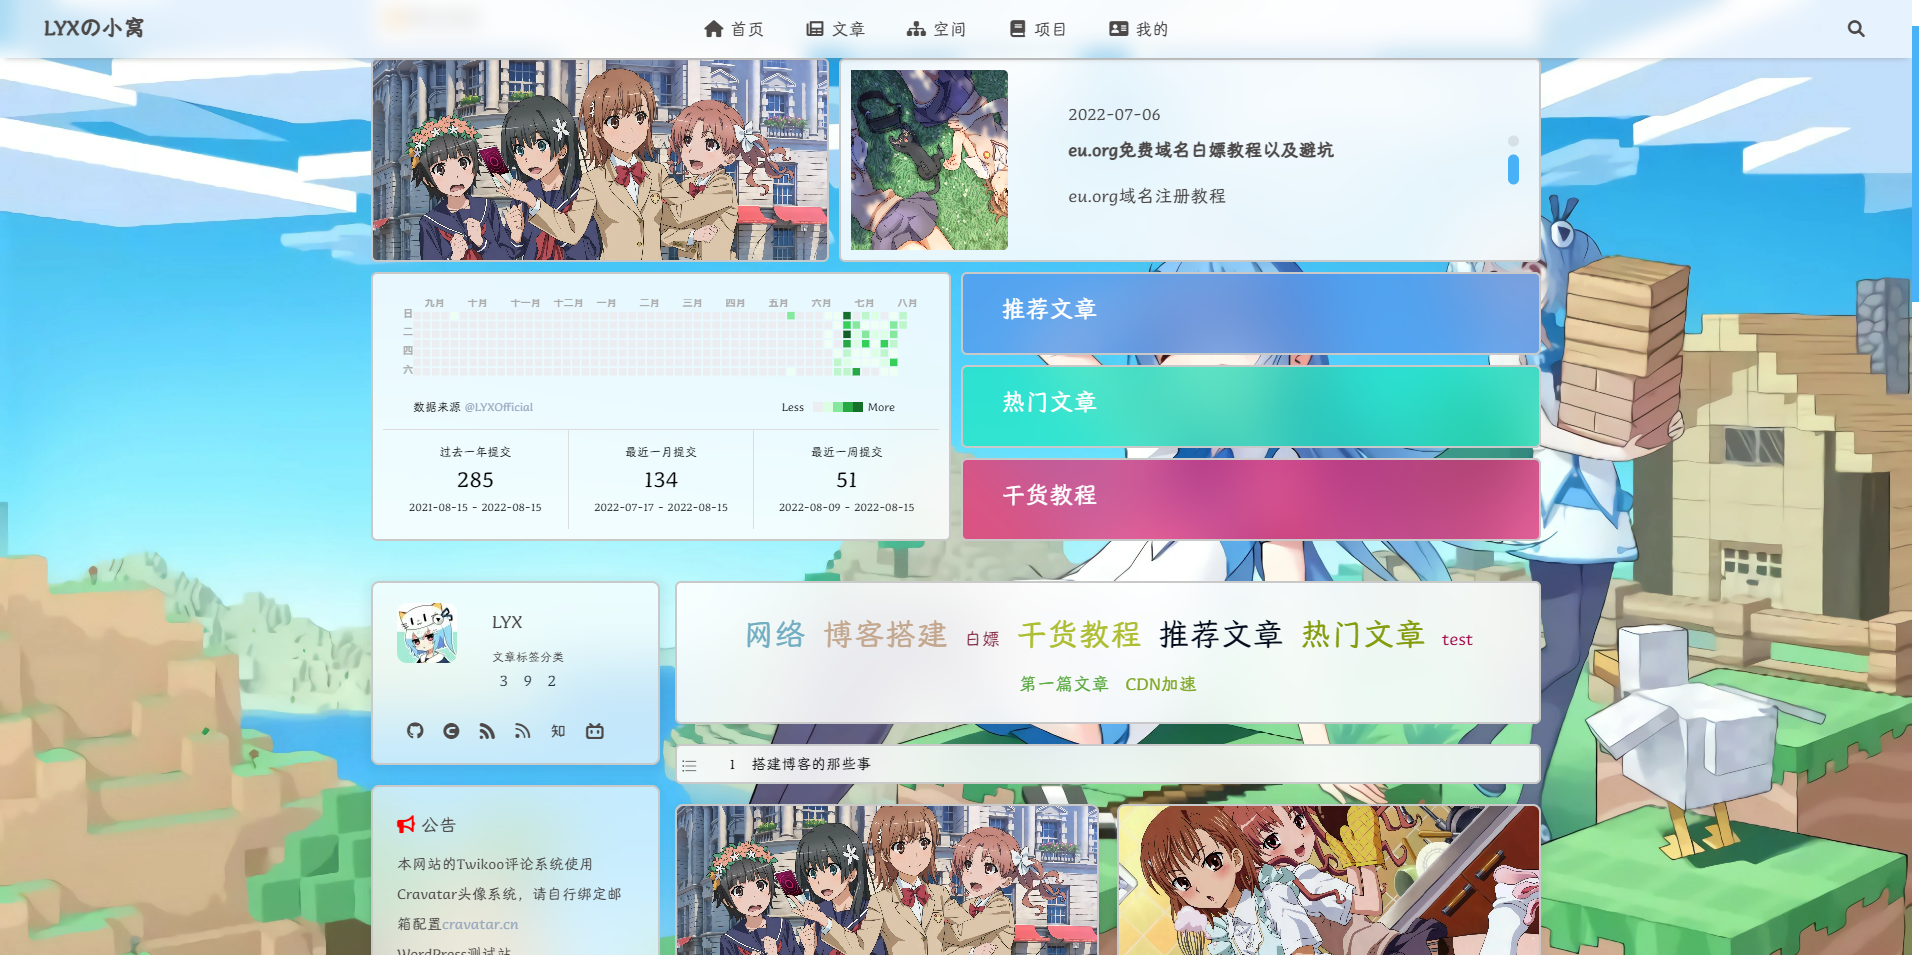 LYXの小窝
首页 文章 空间 项目 我的
2022-07-06
eu.org免费域名白嫖教程以及避坑
eu.org域名注册教程
九月 十月 十一月 十二月 一月 二月 三月 四月 五月 六月 七月 八月
日
二
四
六
数据来源 @LYXOfficial Less More
过去一年提交 最近一月提交 最近一周提交
285 134 51
2021-08-15 - 2022-08-15 2022-07-17 - 2022-08-15 2022-08-09 - 2022-08-15
推荐文章
热门文章
干货教程
LYX
文章标签分类
3 9 2
知
网络 博客搭建 白嫖 干货教程 推荐文章 热门文章 test
第一篇文章 CDN加速
1 搭建博客的那些事
公告
本网站的Twikoo评论系统使用
Cravatar头像系统，请自行绑定邮
箱配置cravatar.cn
WordPress测试站